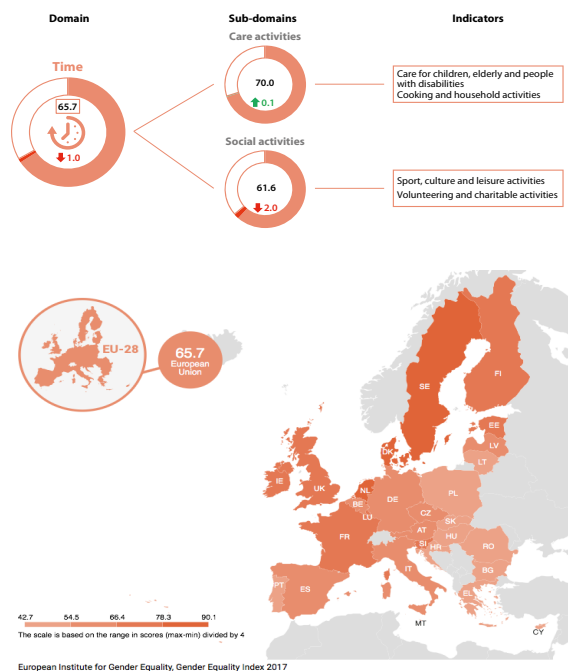 Domain
Sub-domains
Indicators
Care activities
Time
70.0
0.1
65.7
1.0
Care for children, elderly and people
with disabilities
Cooking and household activities
Social activities
61.6
2.0
Sport, culture and leisure activities
Volunteering and charitable activities
EU-28
65.7
European
Union
SE
FI
EE
LV
LT
DK
IE
UK
NL
BE
LU
DE
PL
CZ
SK
AT
HU
FR
SI
HR
RO
BG
IT
PT
ES
EL
MT
CY
42.7
54.5
66.4
78.3
90.1
The scale is based on the range in scores (max-min) divided by 4
European Institute for Gender Equality, Gender Equality Index 2017